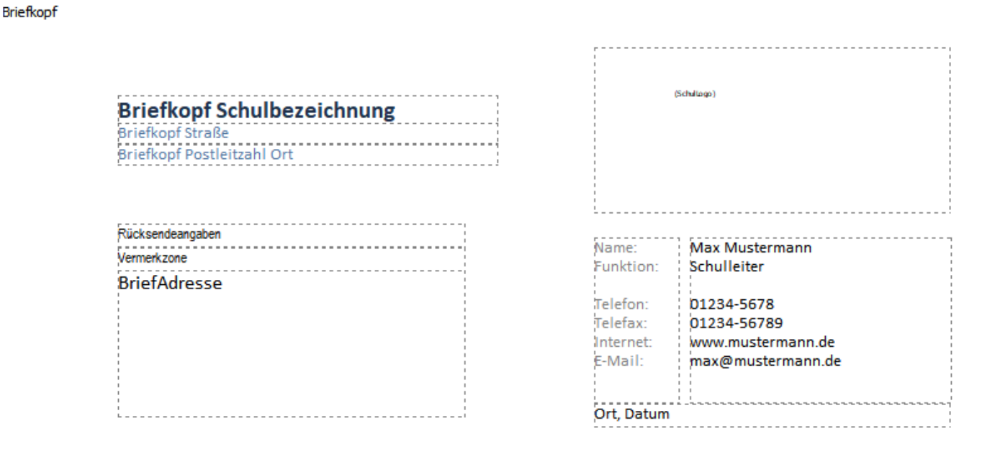 Briefkopf
(SchulLogo)
Briefkopf Schulbezeichnung
Briefkopf Straße
Briefkopf Postleitzahl Ort
Rücksendeangaben
Vermerkzone
BriefAdresse
Name: Max Mustermann
Funktion: Schulleiter
Telefon: 01234-5678
Telefax: 01234-56789
Internet: www.mustermann.de
E-Mail: max@mustermann.de
Ort, Datum